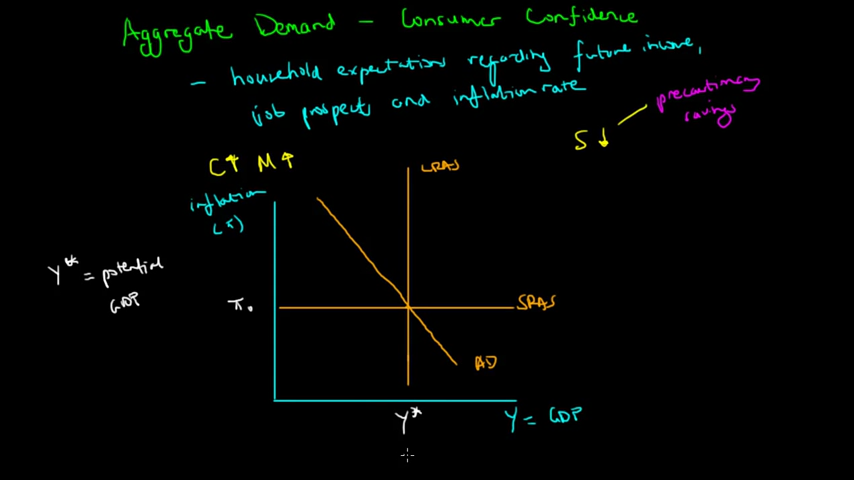 Aggregate Demand - Consumer Confidence
- household expectations regarding future income,
job prospects and inflation rate
precautionary
savings
S↓
C↑ M↑
LRAS
inflation
(π)
Y* = potential
GDP
π₀
SRAS
AD
Y*
Y = GDP